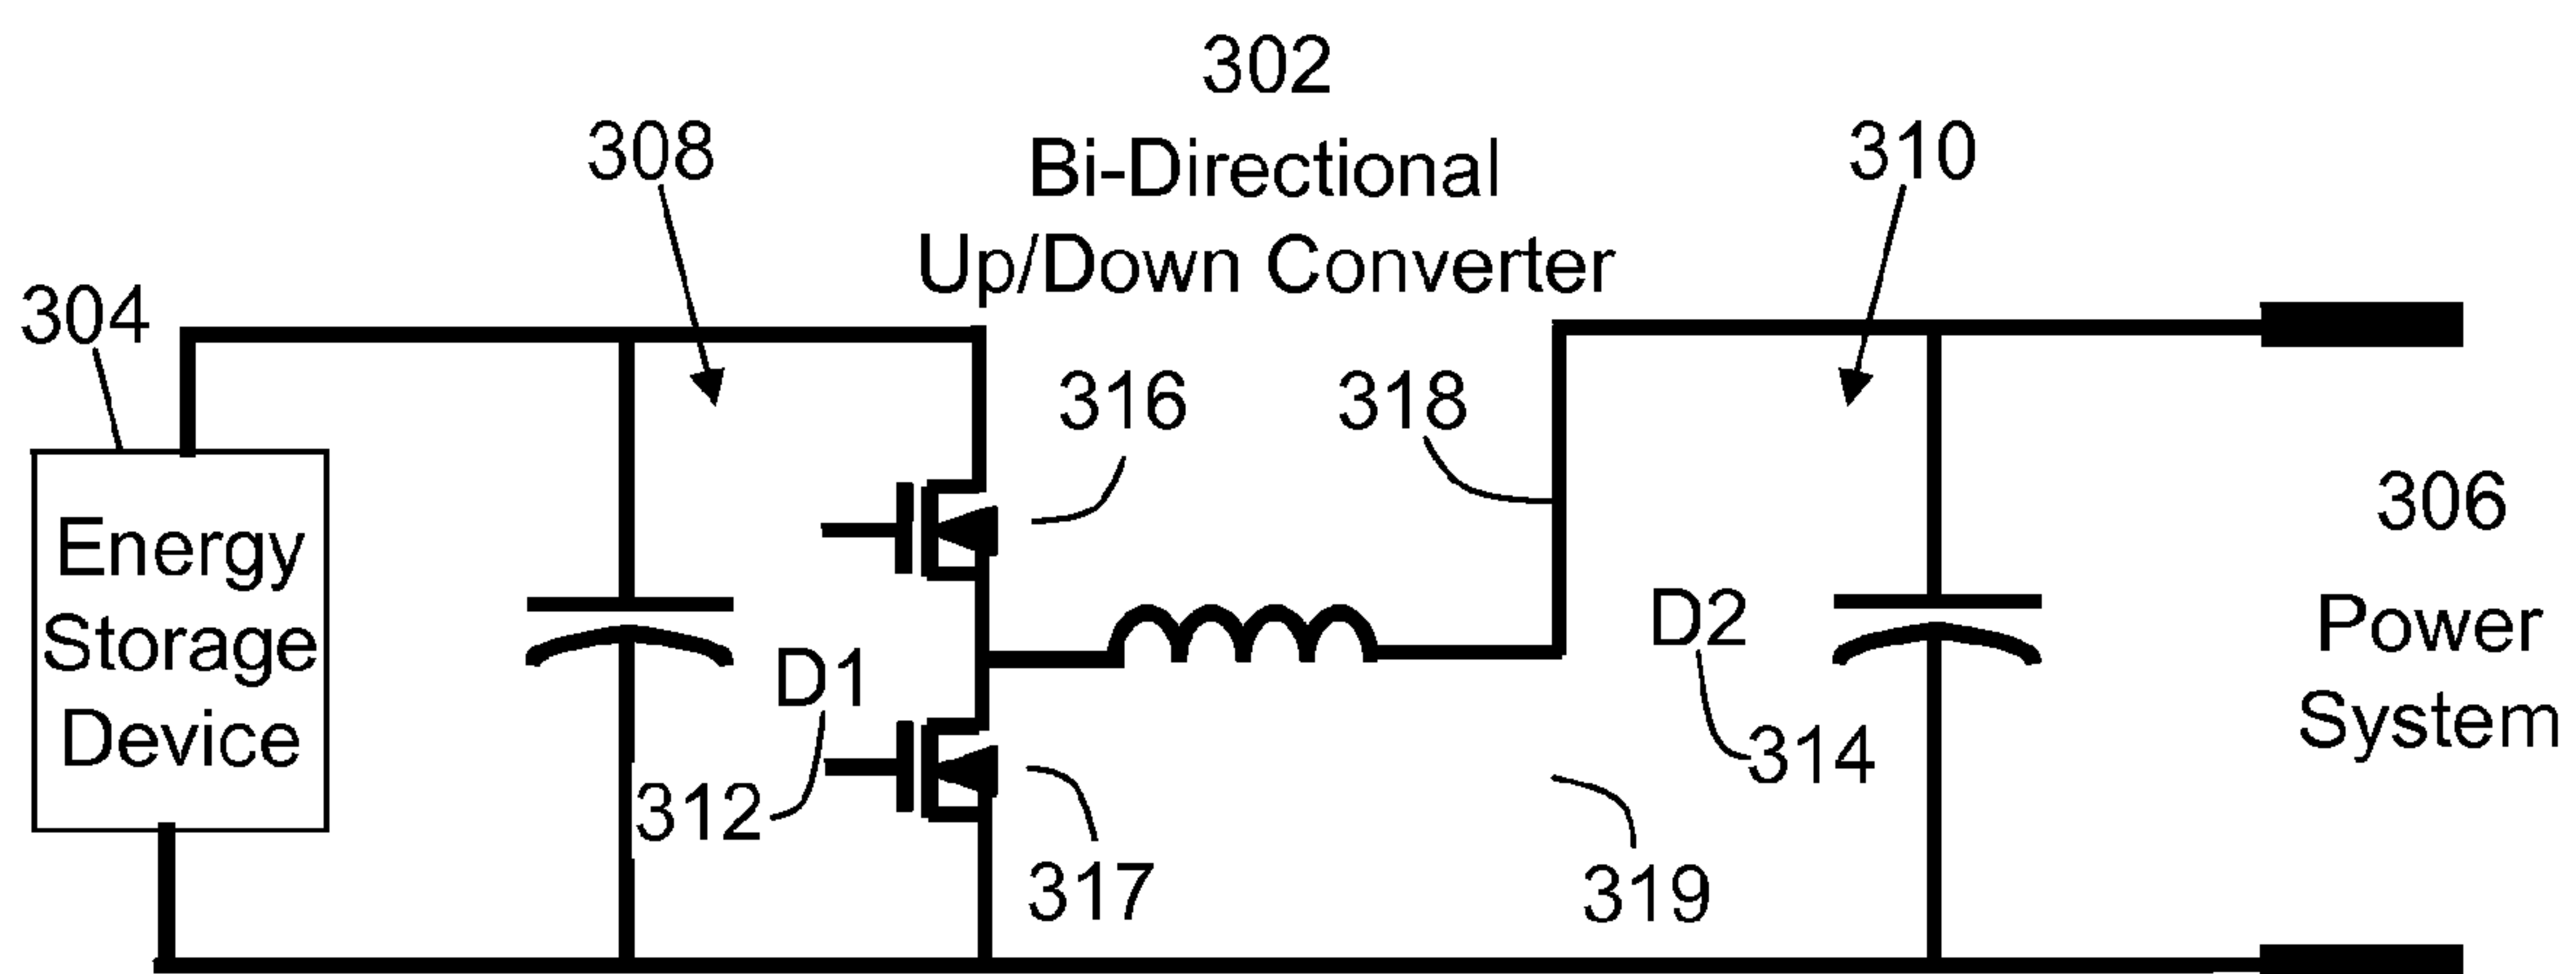 302
Bi-Directional
Up/Down Converter
308
310
304
316
318
306
Power
System
Energy
Storage
Device
D1
312
D2
314
317
319